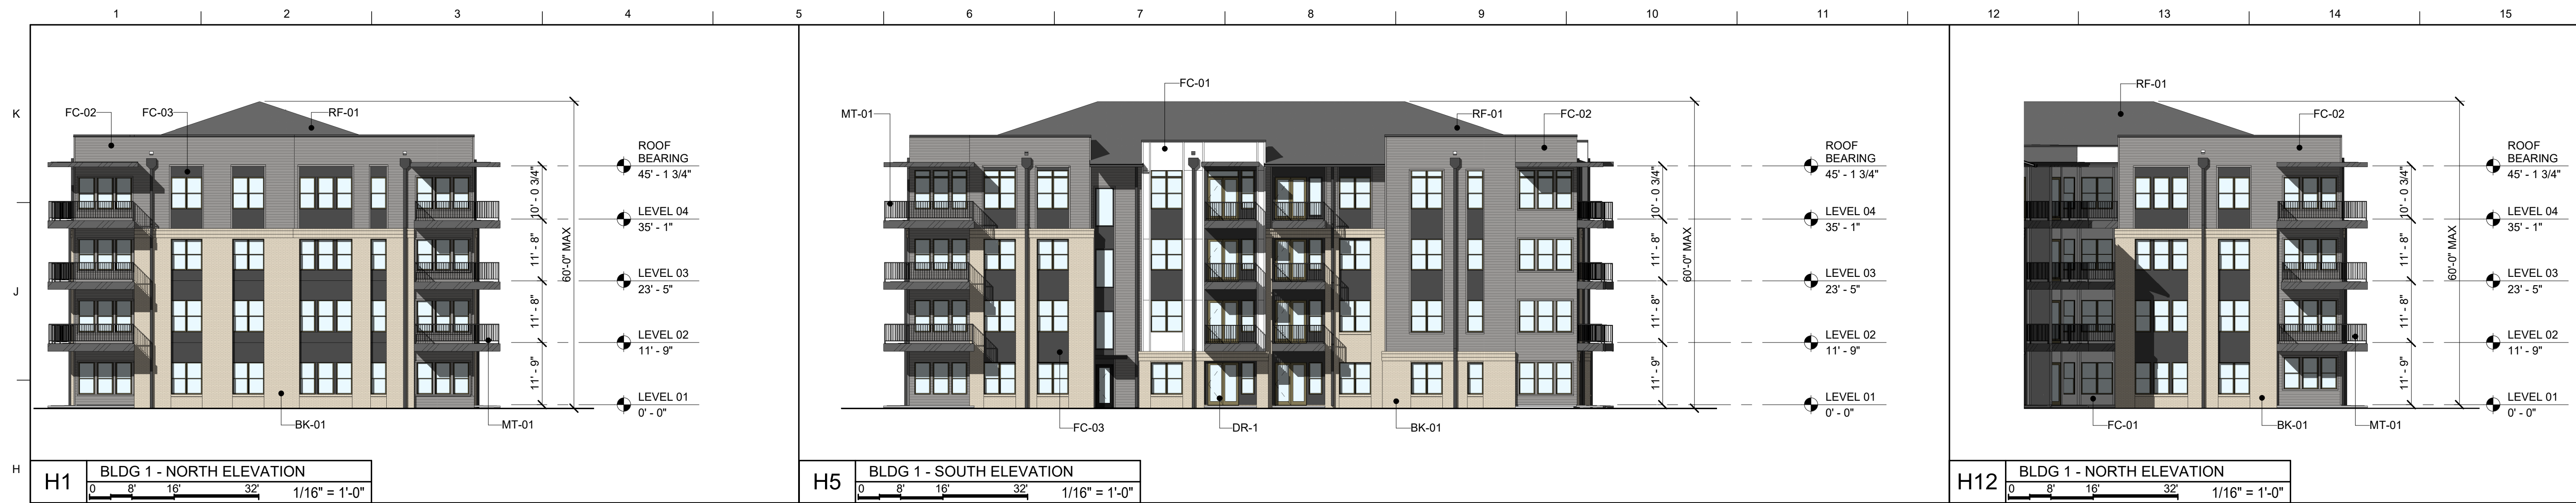 1 2 3 4 5 6 7 8 9 10 11 12 13 14 15
K
J
H
FC-02
FC-03
RF-01
ROOF
BEARING
45' - 1 3/4"
10' - 0 3/4"
LEVEL 04
35' - 1"
11' - 8"
60'-0" MAX
LEVEL 03
23' - 5"
11' - 8"
LEVEL 02
11' - 9"
11' - 9"
LEVEL 01
0' - 0"
BK-01
MT-01
H1
BLDG 1 - NORTH ELEVATION
0 8' 16' 32'
1/16" = 1'-0"
FC-01
MT-01
RF-01
FC-02
ROOF
BEARING
45' - 1 3/4"
10' - 0 3/4"
LEVEL 04
35' - 1"
11' - 8"
60'-0" MAX
LEVEL 03
23' - 5"
11' - 8"
LEVEL 02
11' - 9"
11' - 9"
LEVEL 01
0' - 0"
FC-03
DR-1
BK-01
H5
BLDG 1 - SOUTH ELEVATION
0 8' 16' 32'
1/16" = 1'-0"
RF-01
FC-02
ROOF
BEARING
45' - 1 3/4"
10' - 0 3/4"
LEVEL 04
35' - 1"
11' - 8"
60'-0" MAX
LEVEL 03
23' - 5"
11' - 8"
LEVEL 02
11' - 9"
11' - 9"
LEVEL 01
0' - 0"
FC-01
BK-01
MT-01
H12
BLDG 1 - NORTH ELEVATION
0 8' 16' 32'
1/16" = 1'-0"